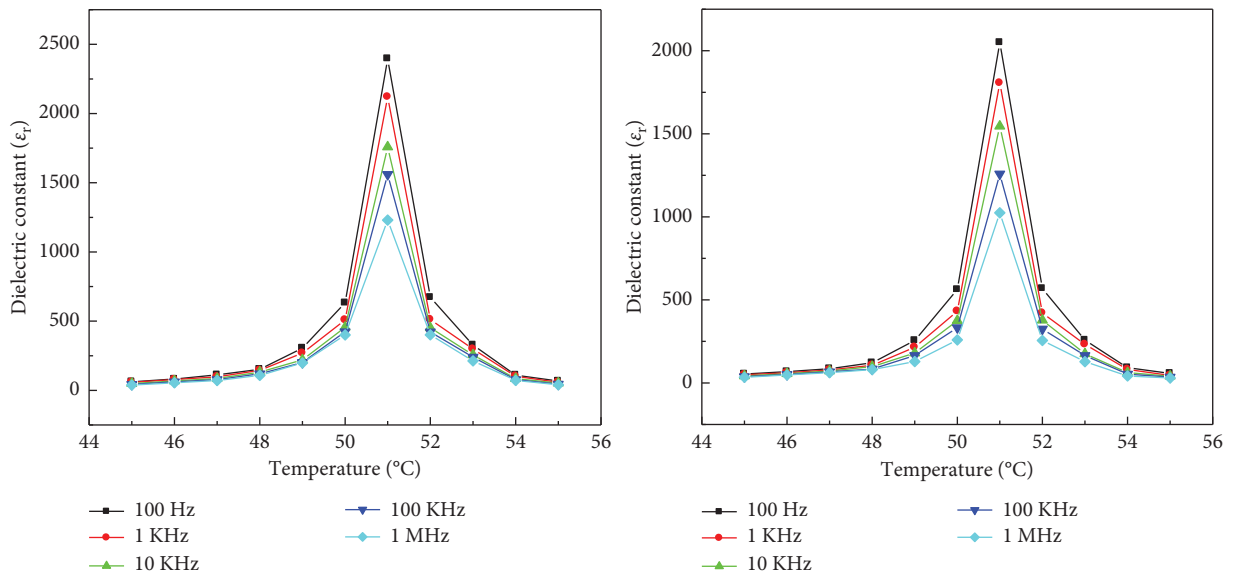 Dielectric constant (εr)
2500
2000
1500
1000
500
0
44 46 48 50 52 54 56
Temperature (°C)
100 Hz
1 KHz
10 KHz
100 KHz
1 MHz
Dielectric constant (εr)
2000
1500
1000
500
0
44 46 48 50 52 54 56
Temperature (°C)
100 Hz
1 KHz
10 KHz
100 KHz
1 MHz